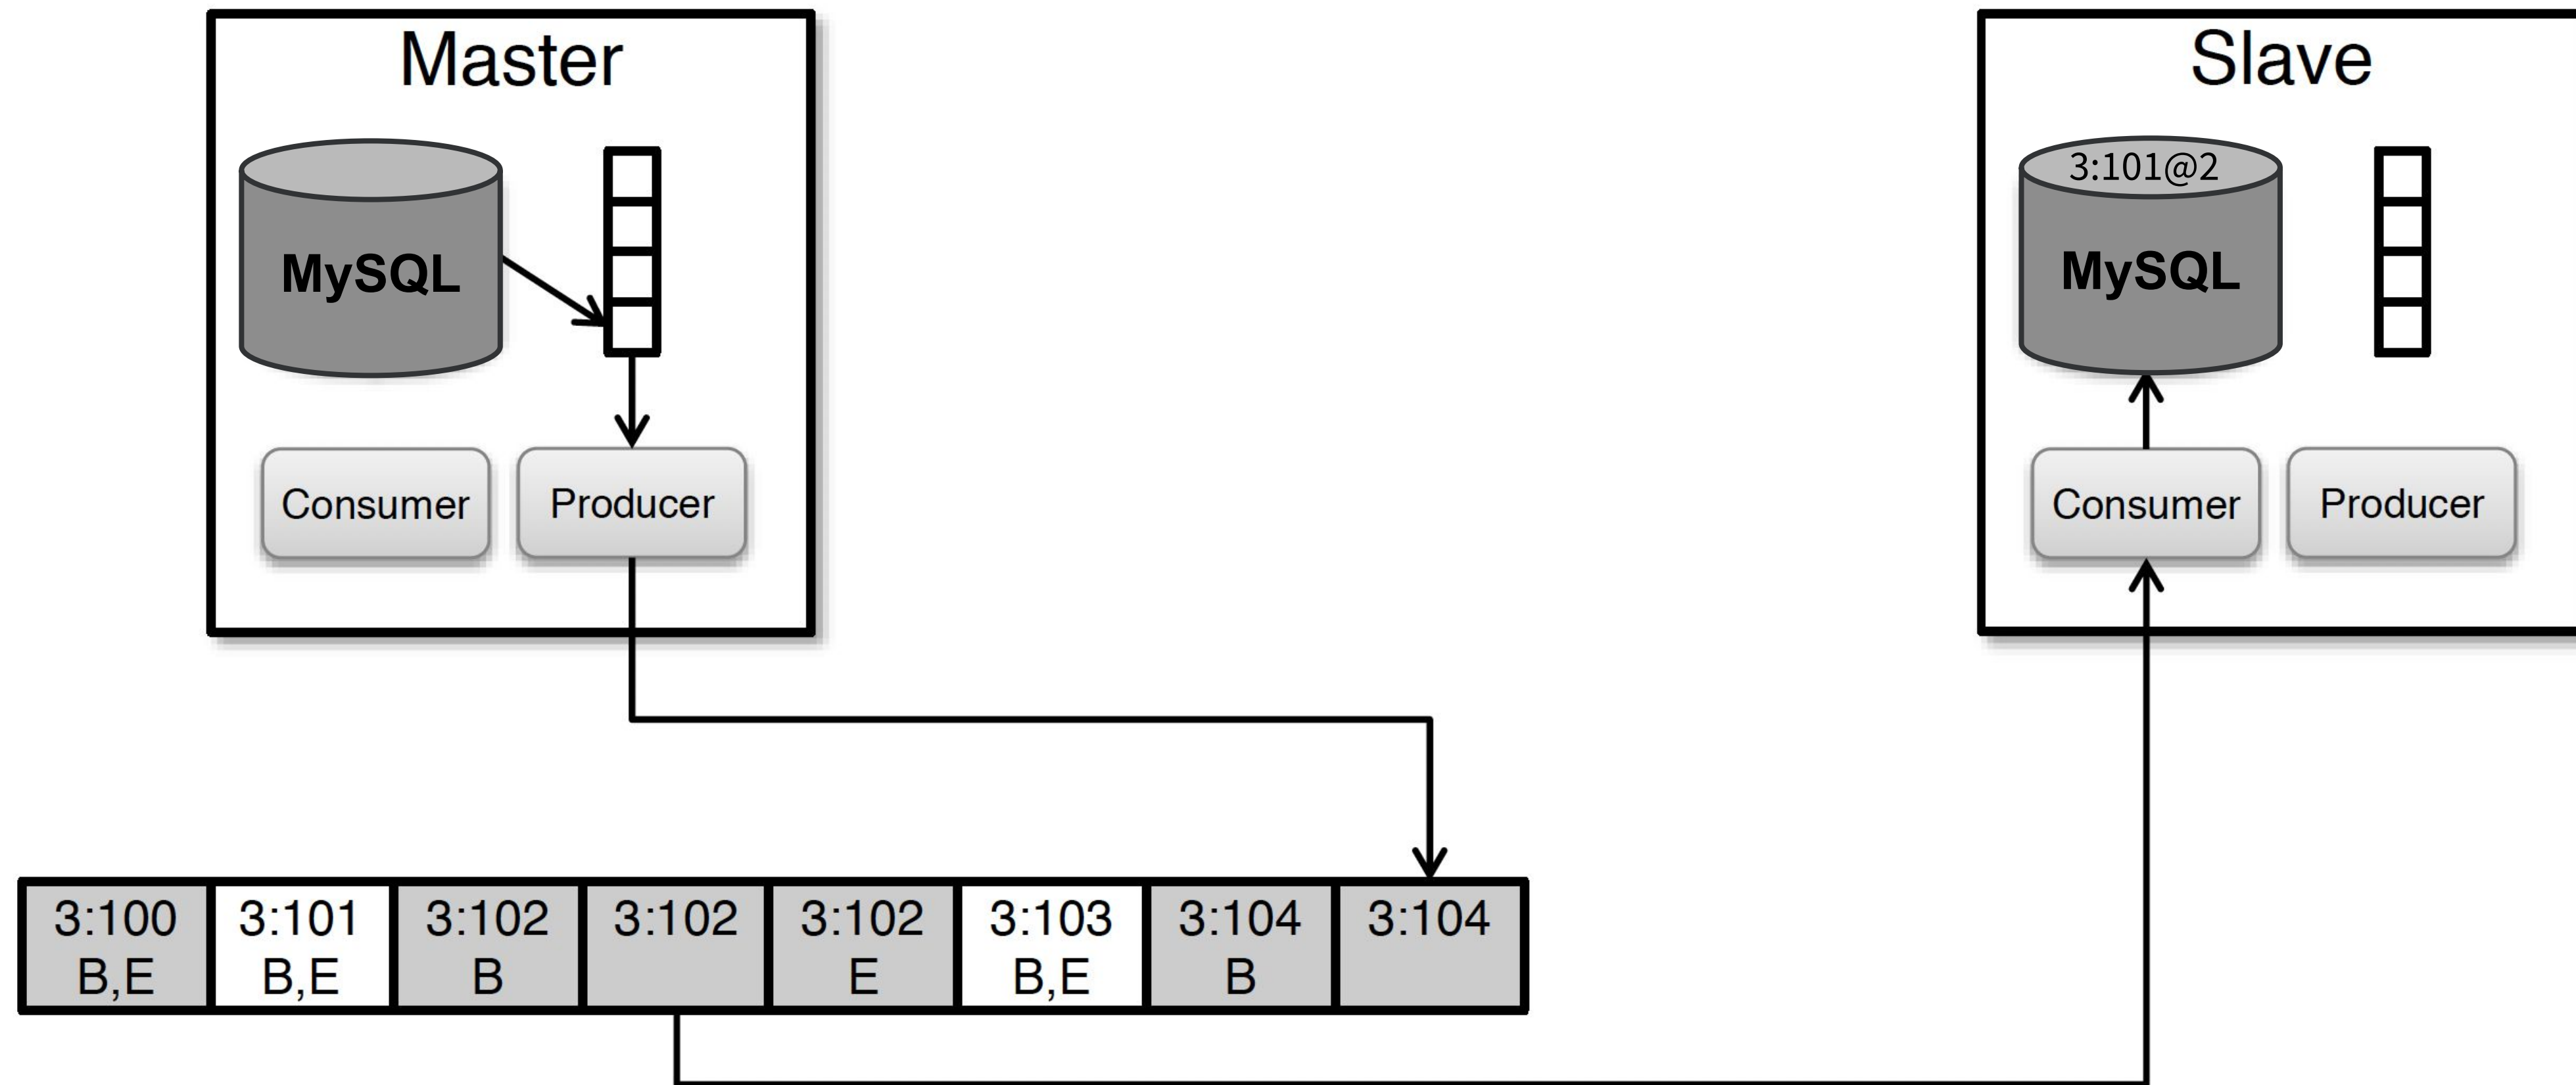 Master
Slave
MySQL
3:101@2
MySQL
Consumer
Producer
Consumer
Producer
3:100
B,E
3:101
B,E
3:102
B
3:102
3:102
E
3:103
B,E
3:104
B
3:104